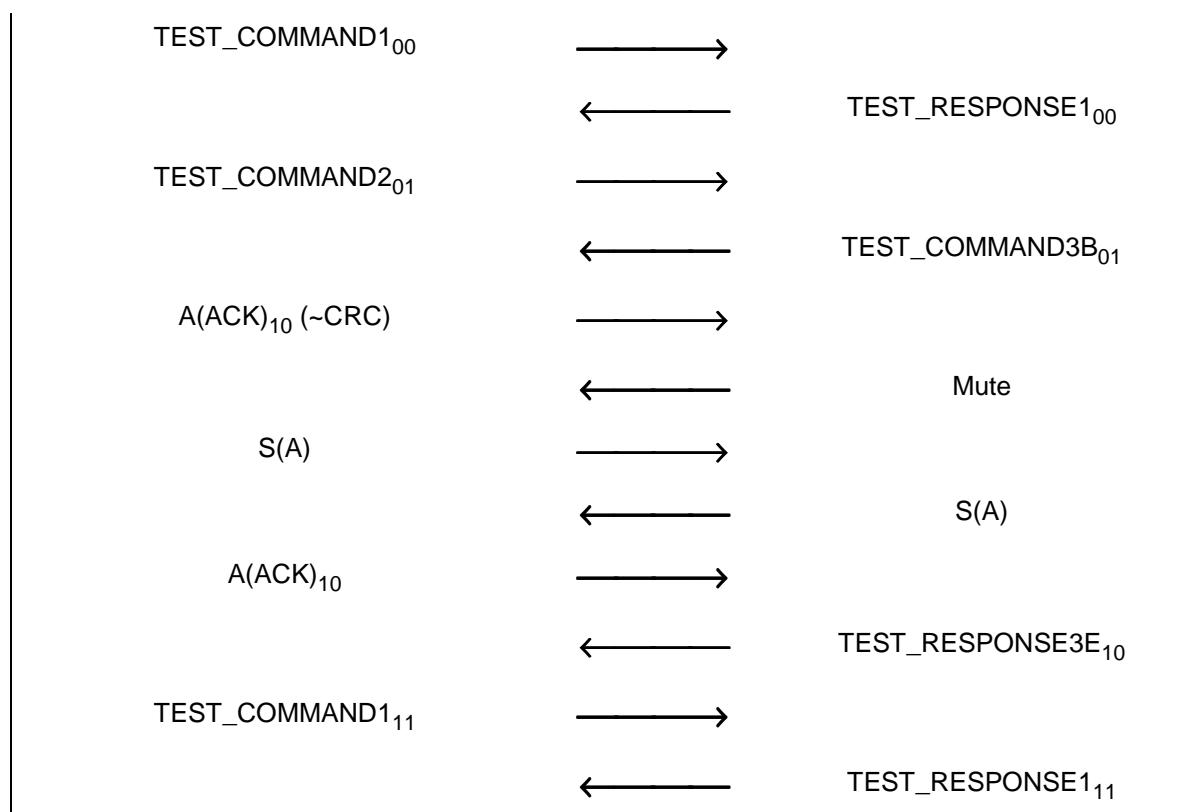 TEST_COMMAND1₀₀
TEST_RESPONSE1₀₀
TEST_COMMAND2₀₁
TEST_COMMAND3B₀₁
A(ACK)₁₀ (~CRC)
Mute
S(A)
S(A)
A(ACK)₁₀
TEST_RESPONSE3E₁₀
TEST_COMMAND1₁₁
TEST_RESPONSE1₁₁